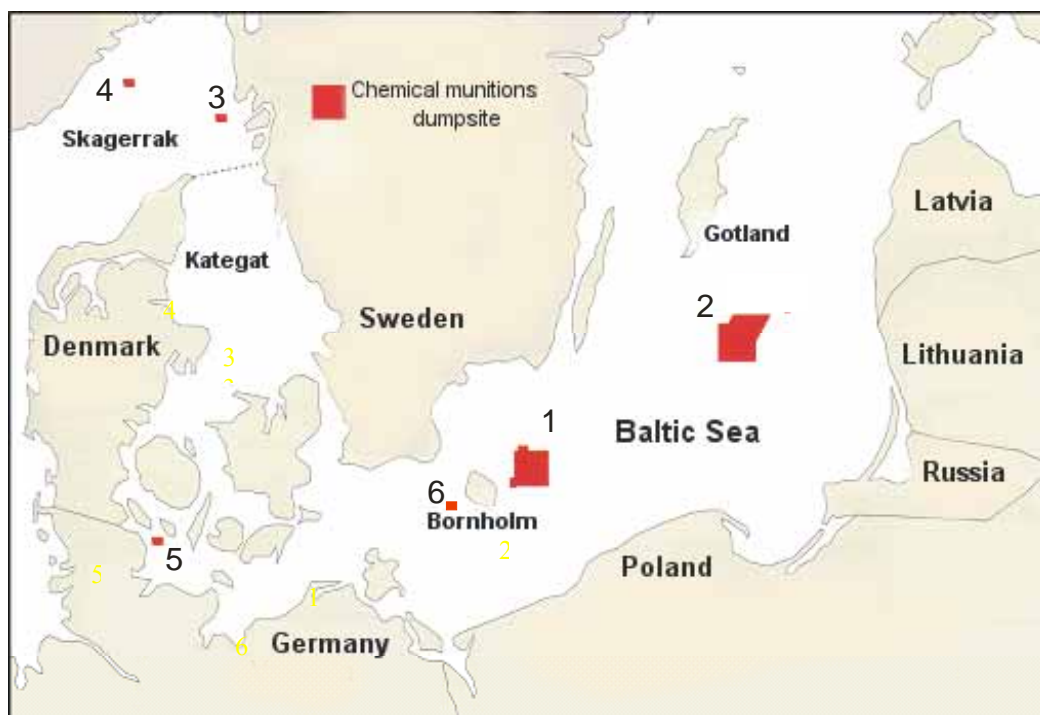 4
3
Chemical munitions
dumpsite
Skagerrak
Latvia
Gotland
Kategat
2
4
Sweden
Denmark
Lithuania
3
1
Baltic Sea
Russia
6
Bornholm
2
5
5
Poland
1
Germany
6